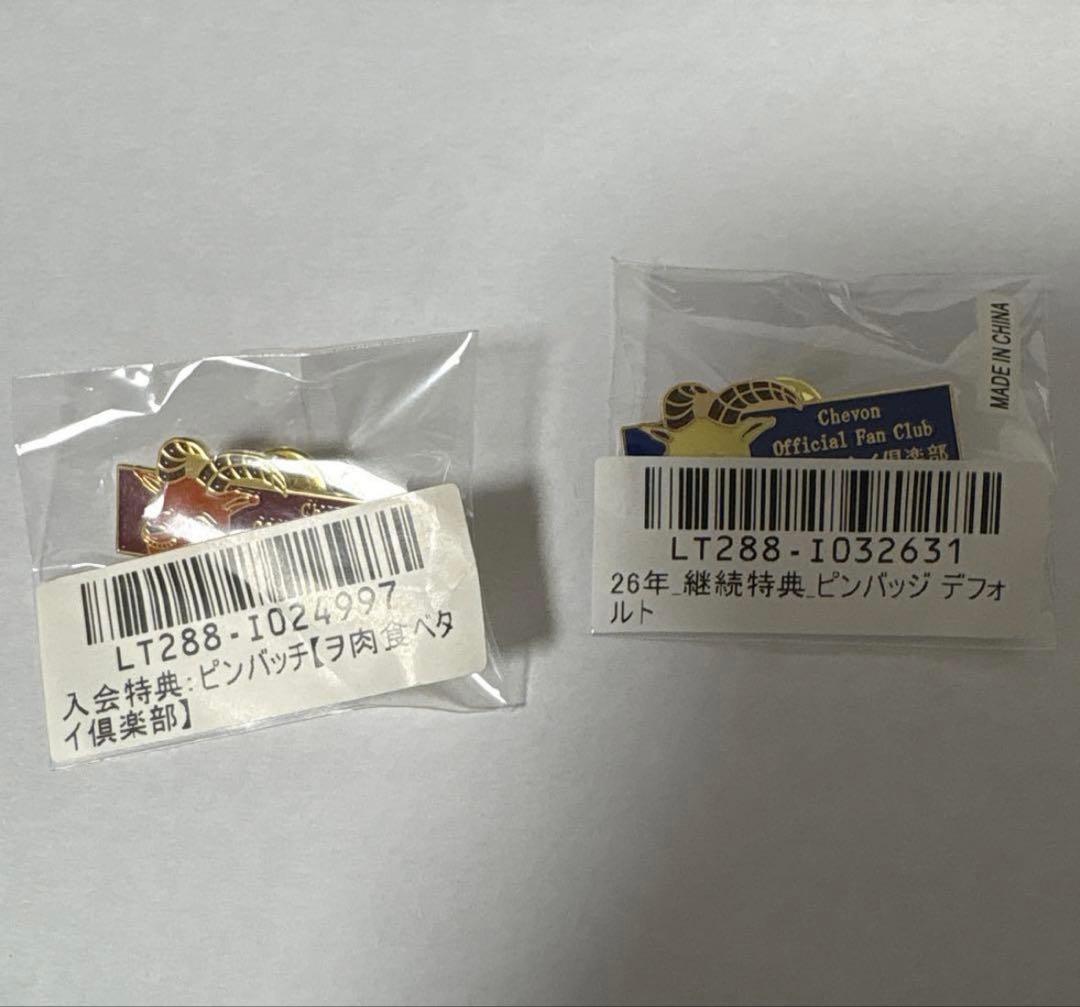 Chev
LT288-I024997
入会特典:ピンバッチ【ヲ肉食ベタ
イ倶楽部】
MADE IN CHINA
Chevon
Official Fan Club
イ倶楽部
LT288-I032631
26年_継続特典_ピンバッジ デフォ
ルト